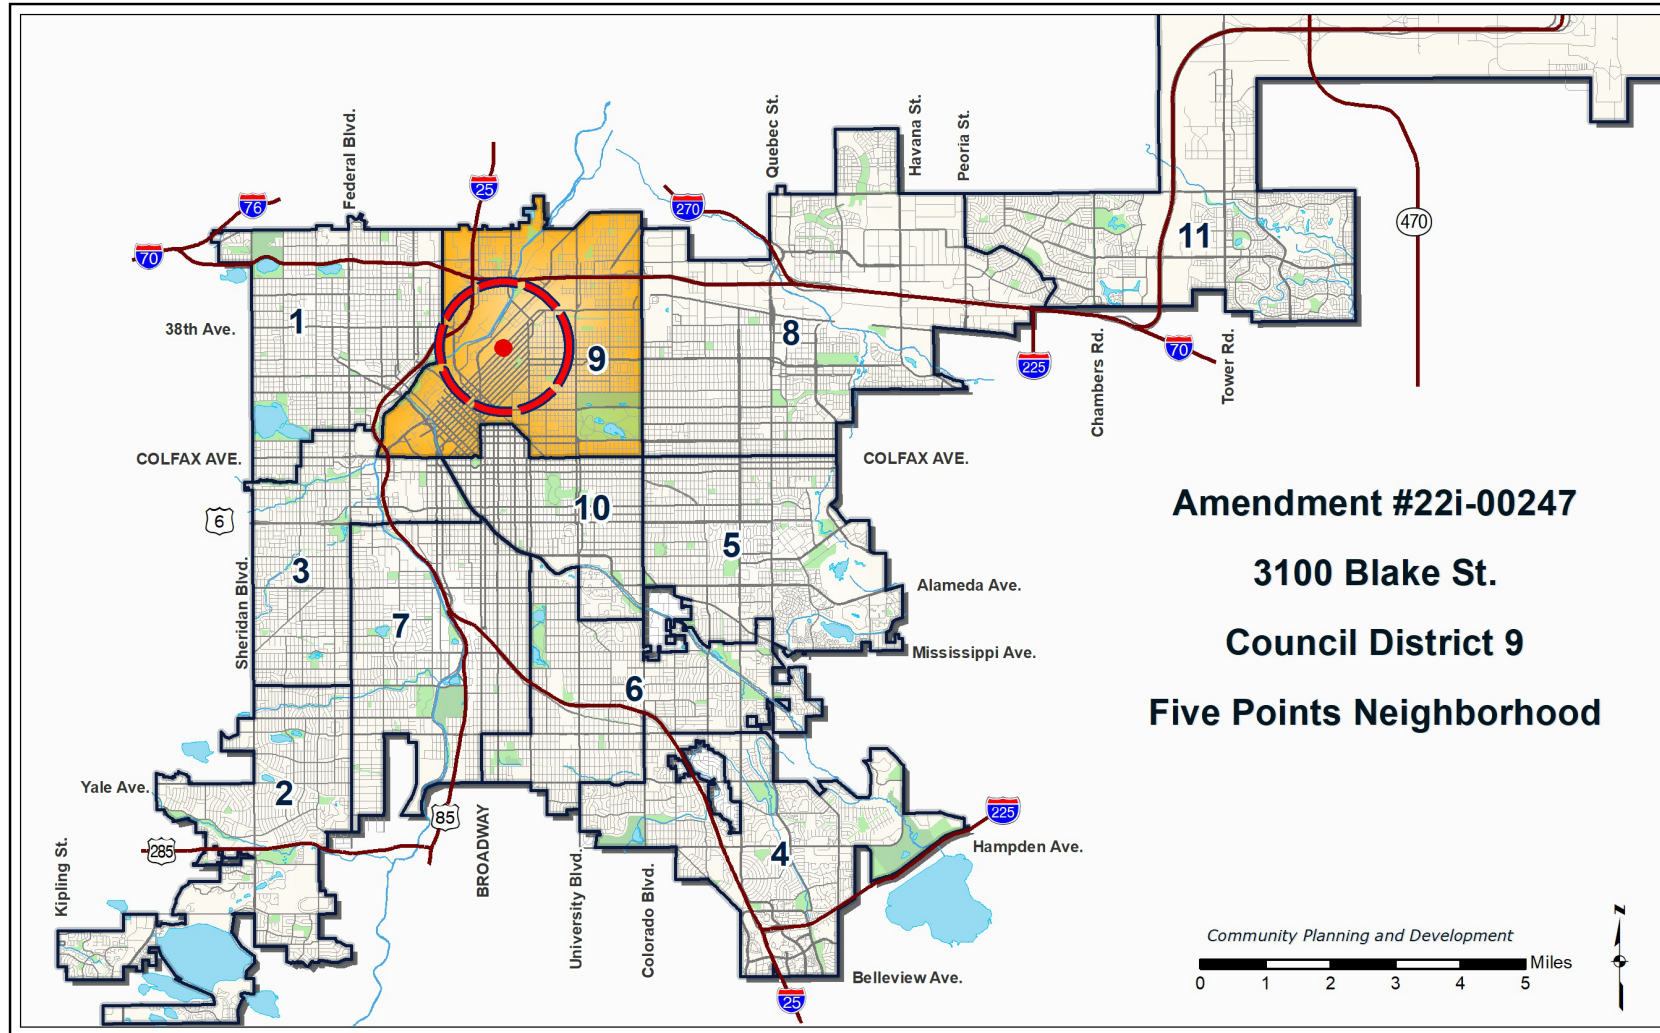 Federal Blvd.
Quebec St.
Havana St.
Peoria St.
76
25
270
70
470
11
1
38th Ave.
9
8
225
70
Chambers Rd.
Tower Rd.
COLFAX AVE.
COLFAX AVE.
6
10
5
3
Sheridan Blvd.
7
Alameda Ave.
Mississippi Ave.
6
Amendment #22i-00247
3100 Blake St.
Council District 9
Five Points Neighborhood
Yale Ave.
2
85
285
BROADWAY
225
Hampden Ave.
4
Kipling St.
University Blvd.
Colorado Blvd.
Belleview Ave.
25
Community Planning and Development
Miles
0 1 2 3 4 5
N